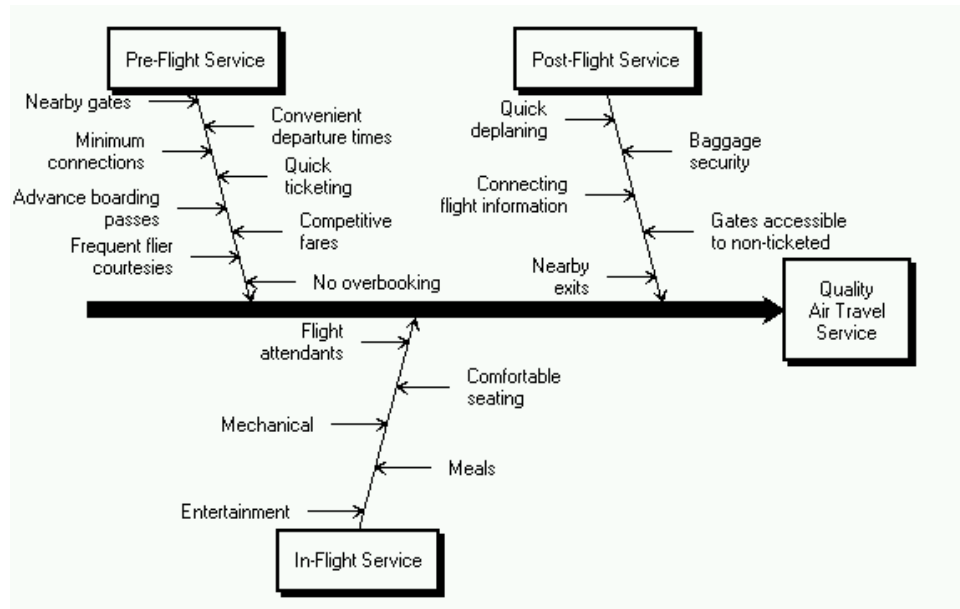 Pre-Flight Service
Nearby gates
Convenient
departure times
Minimum
connections
Quick
ticketing
Advance boarding
passes
Competitive
fares
Frequent flier
courtesies
No overbooking
Post-Flight Service
Quick
deplaning
Baggage
security
Connecting
flight information
Gates accessible
to non-ticketed
Nearby
exits
Quality
Air Travel
Service
Flight
attendants
Comfortable
seating
Mechanical
Meals
Entertainment
In-Flight Service